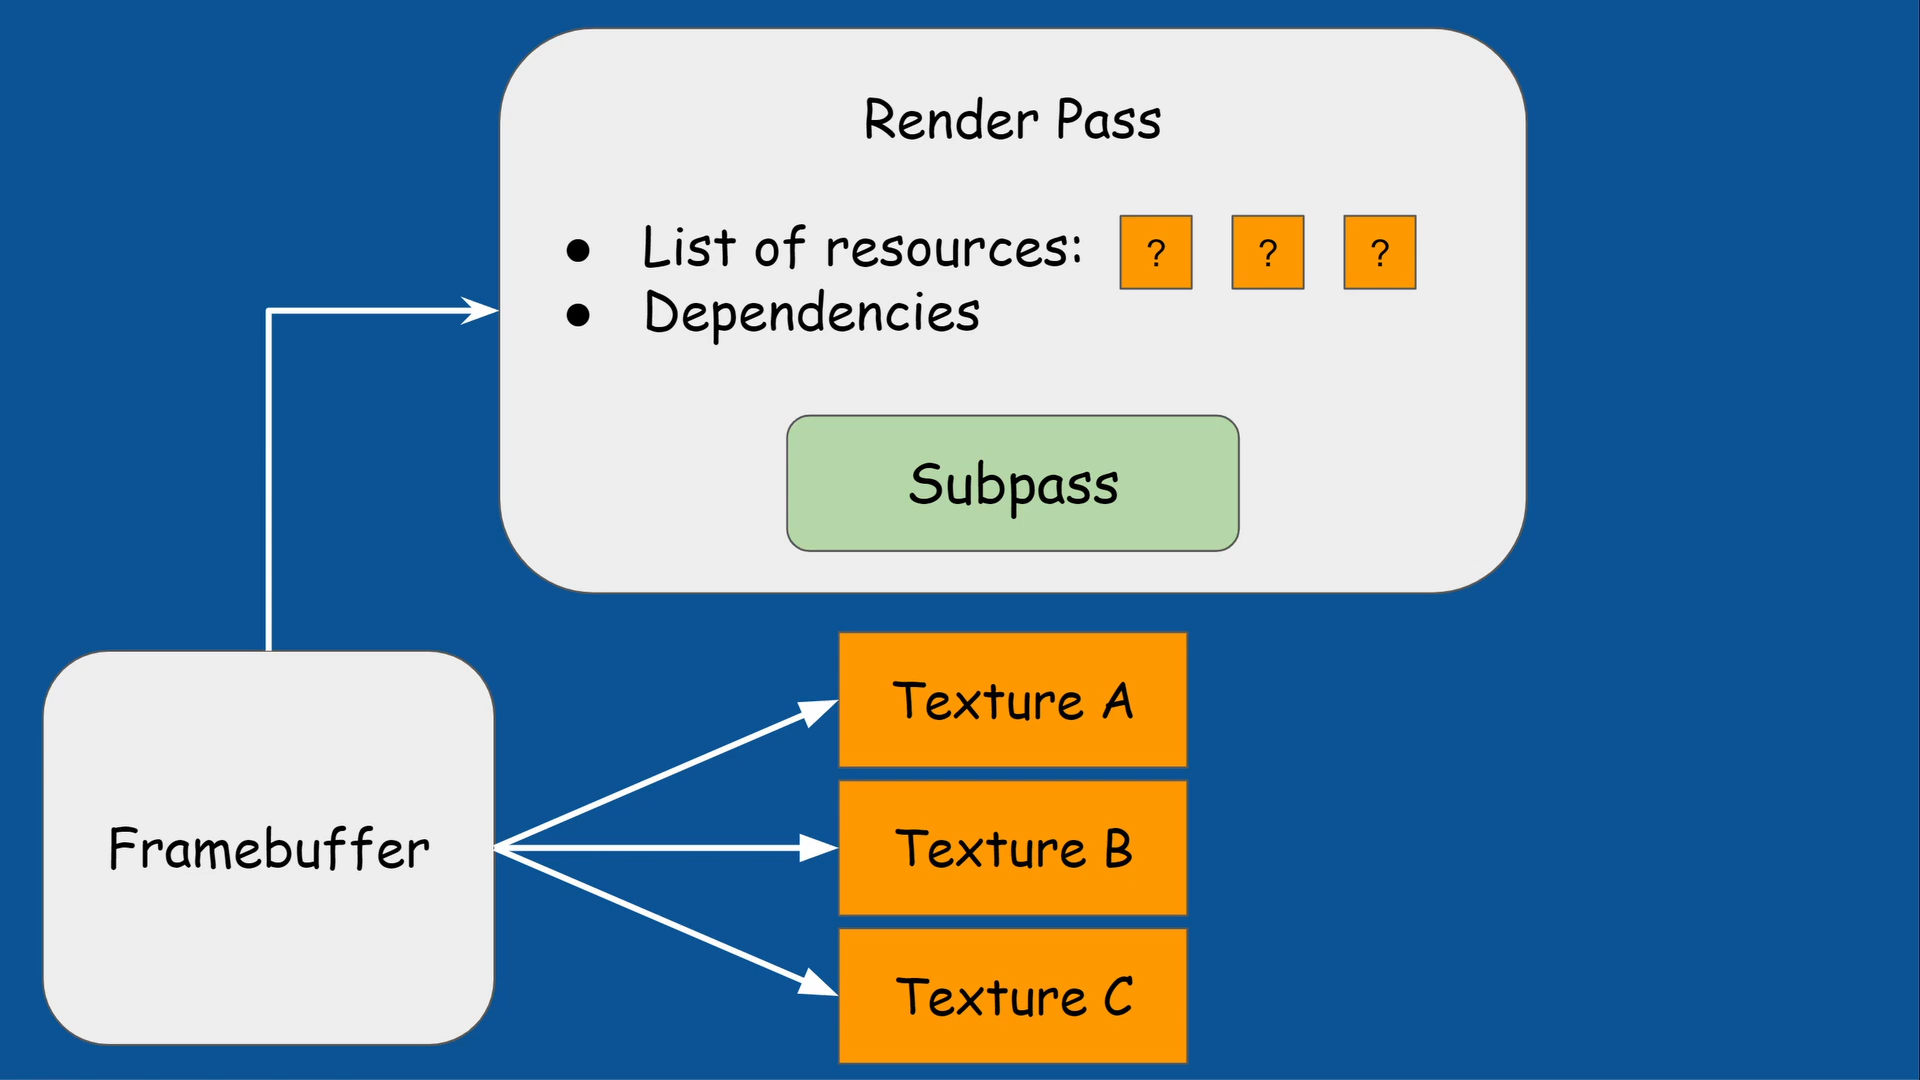 Render Pass
● List of resources: ? ? ?
● Dependencies
Subpass
Framebuffer
Texture A
Texture B
Texture C